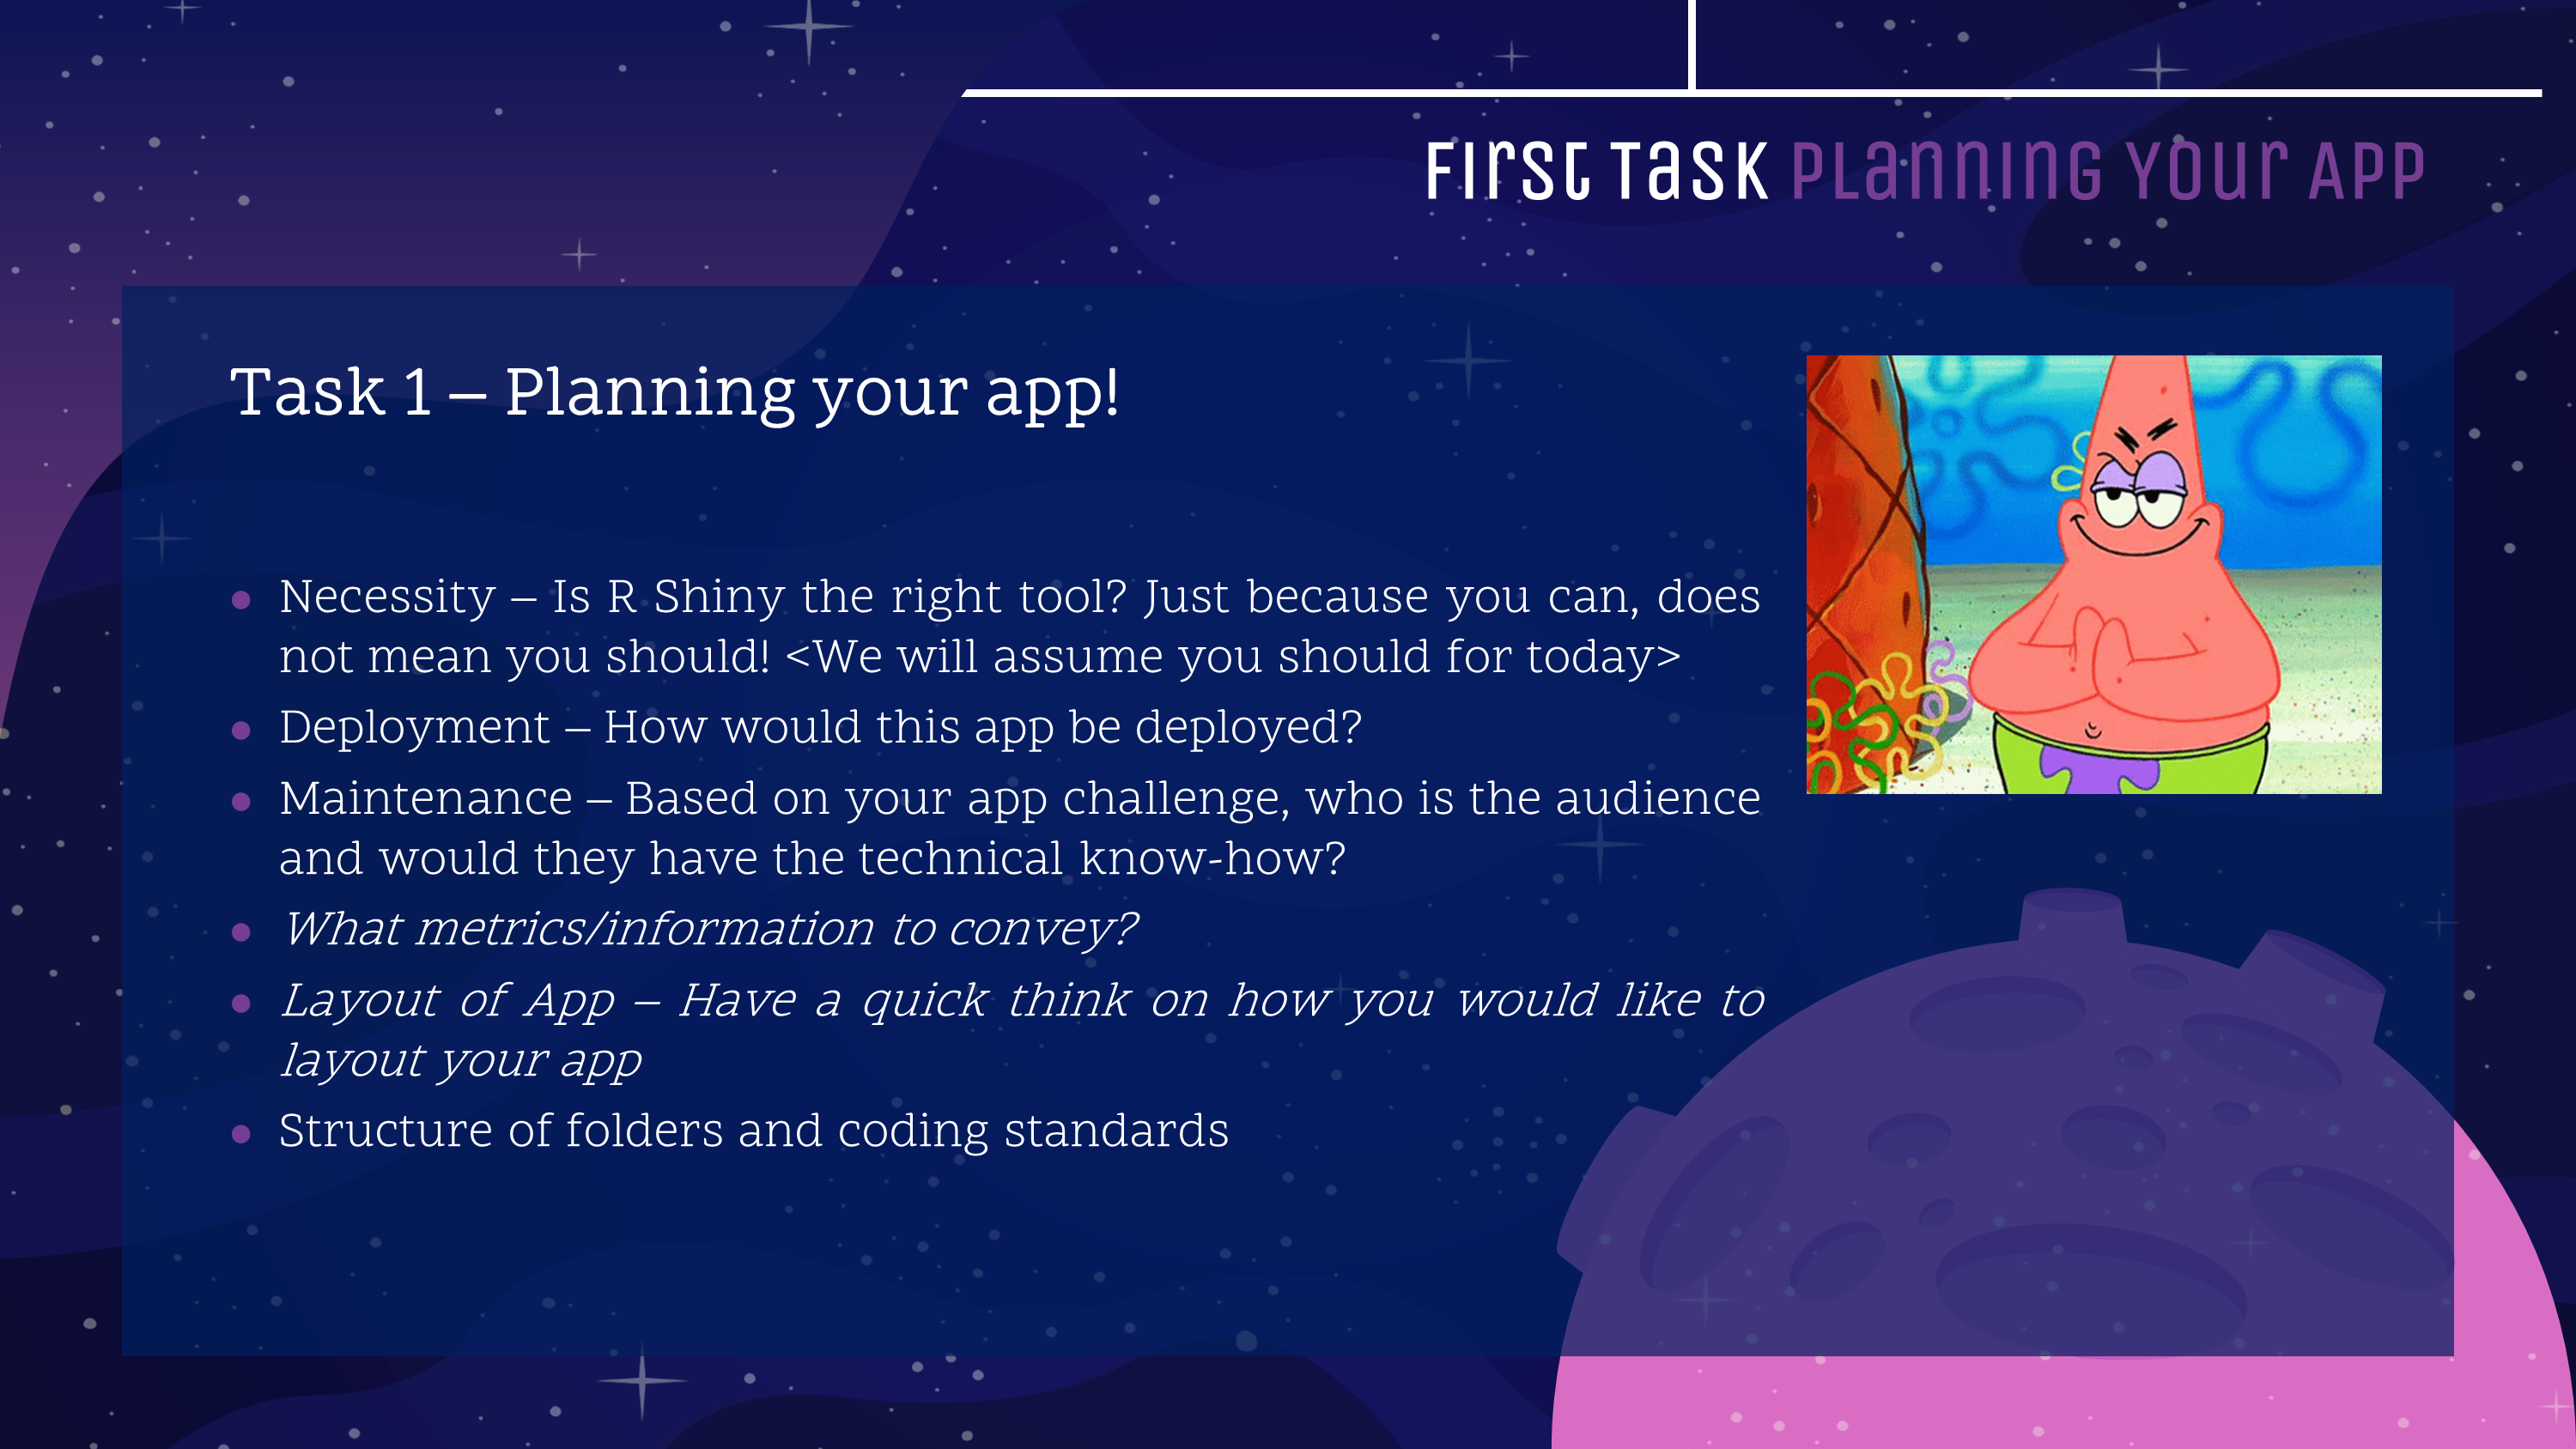 First Task Planning your app
Task 1 – Planning your app!
Necessity – Is R Shiny the right tool? Just because you can, does
not mean you should! <We will assume you should for today>
Deployment – How would this app be deployed?
Maintenance – Based on your app challenge, who is the audience
and would they have the technical know-how?
What metrics/information to convey?
Layout of App – Have a quick think on how you would like to
layout your app
Structure of folders and coding standards